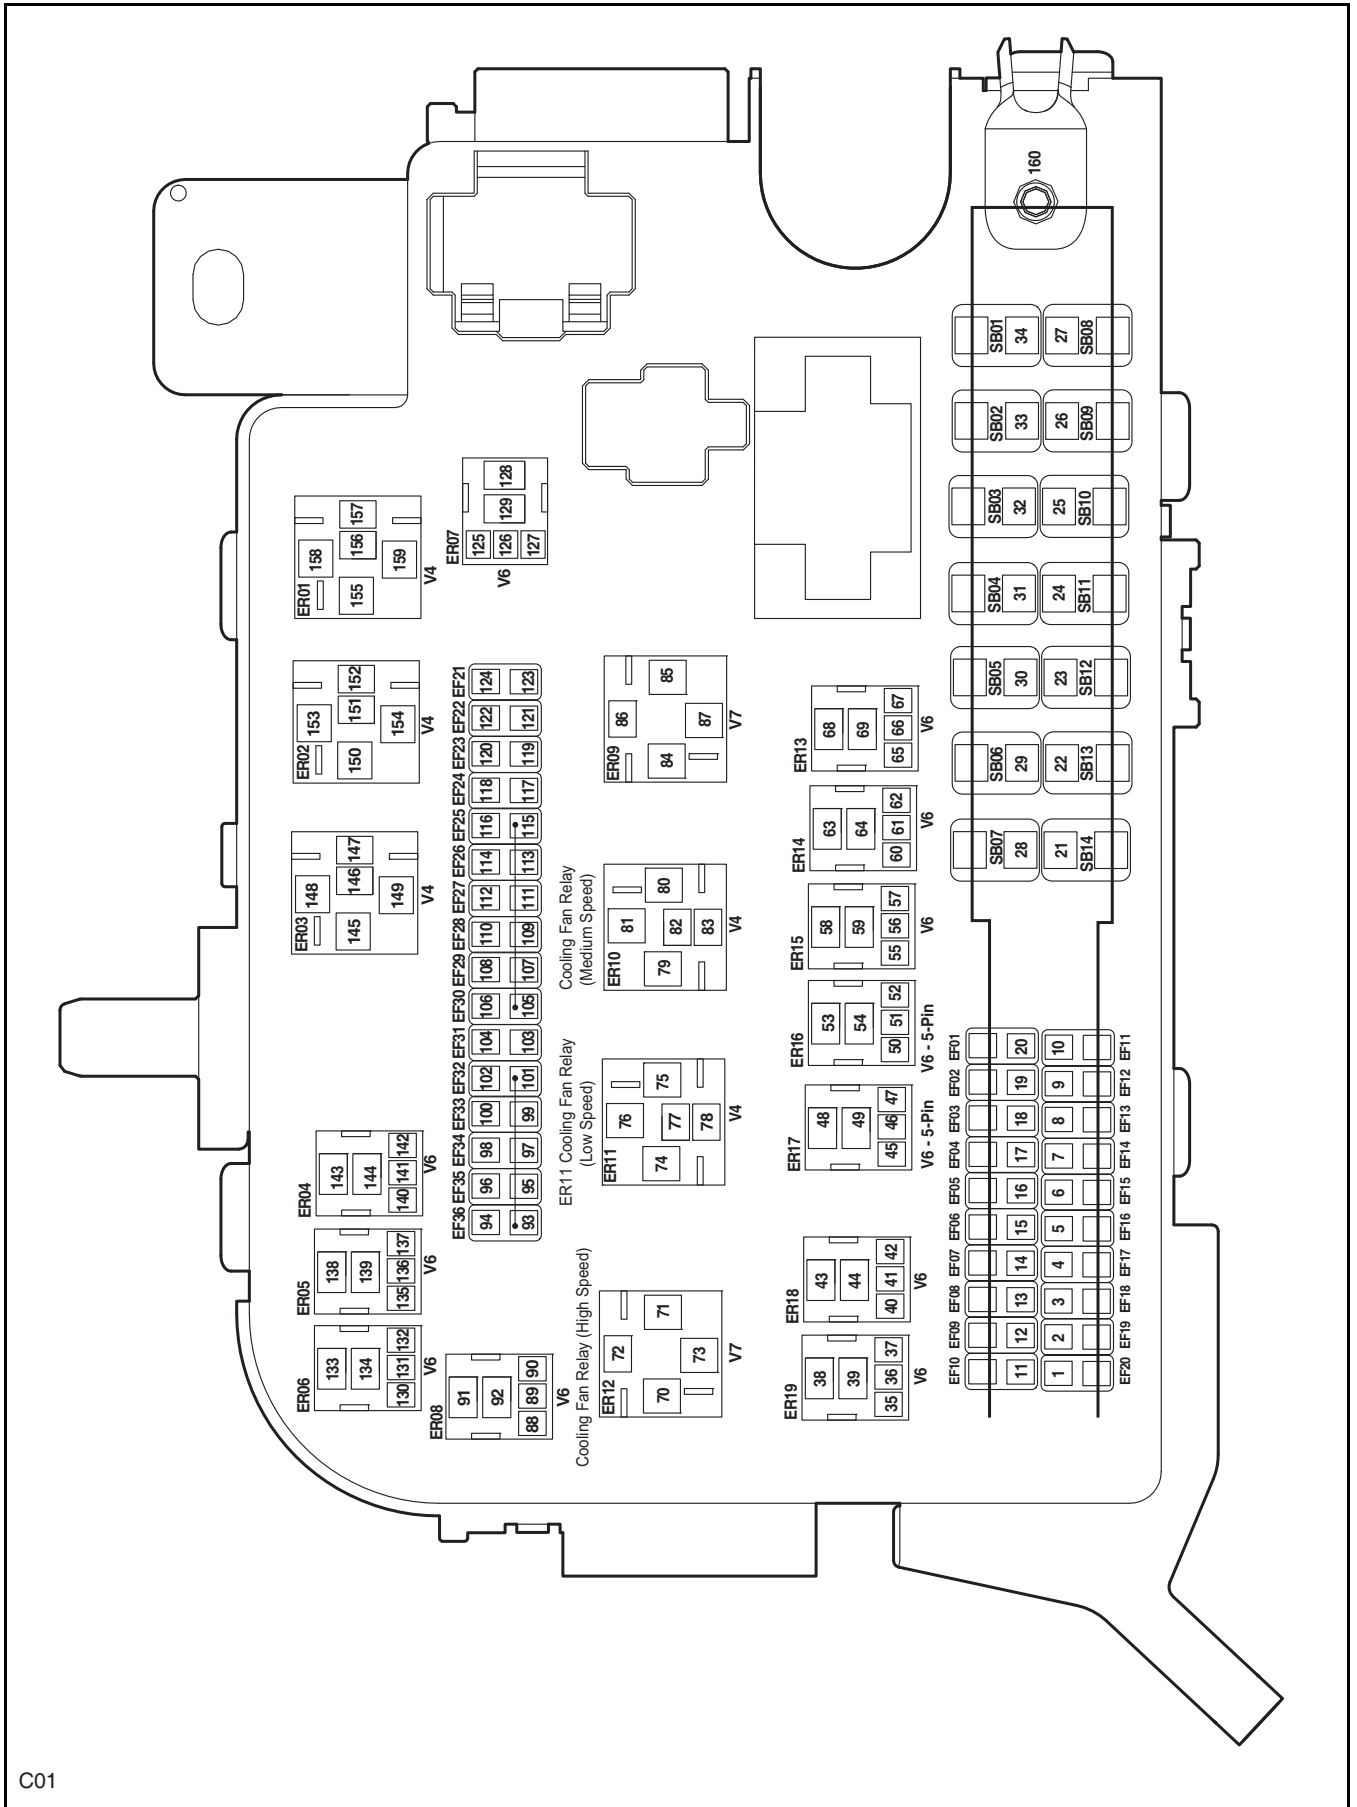 160
SB01
34
27
SB08
SB02
33
26
SB09
SB03
32
25
SB10
SB04
31
24
SB11
SB05
30
23
SB12
SB06
29
22
SB13
SB07
28
21
SB14
ER01
158
157
156
155
159
V4
ER02
153
152
151
150
154
V4
ER03
148
147
146
145
149
V4
ER07
128
129
125
126
127
V6
EF21
124
123
EF22
122
121
EF23
120
119
EF24
118
117
EF25
116
115
EF26
114
113
EF27
112
111
EF28
110
109
EF29
108
107
EF30
106
105
EF31
104
103
EF32
102
101
EF33
100
99
EF34
98
97
EF35
96
95
EF36
94
93
ER09
86
85
84
87
V7
Cooling Fan Relay
(Medium Speed)
ER10
81
80
82
83
79
V4
ER11 Cooling Fan Relay
(Low Speed)
ER11
76
75
77
78
74
V4
Cooling Fan Relay (High Speed)
ER12
72
71
70
73
V7
ER04
143
144
142
141
140
V6
ER05
138
139
137
136
135
V6
ER06
133
134
132
131
130
V6
ER08
91
92
90
89
88
V6
ER13
68
69
67
66
65
V6
ER14
63
64
62
61
60
V6
ER15
58
59
57
56
55
V6
ER16
53
54
52
51
50
V6 - 5-Pin
ER17
48
49
47
46
45
V6 - 5-Pin
ER18
43
44
42
41
40
V6
ER19
38
39
37
36
35
V6
EF01
20
10
EF11
EF02
19
9
EF12
EF03
18
8
EF13
EF04
17
7
EF14
EF05
16
6
EF15
EF06
15
5
EF16
EF07
14
4
EF17
EF08
13
3
EF18
EF09
12
2
EF19
EF10
11
1
EF20
C01